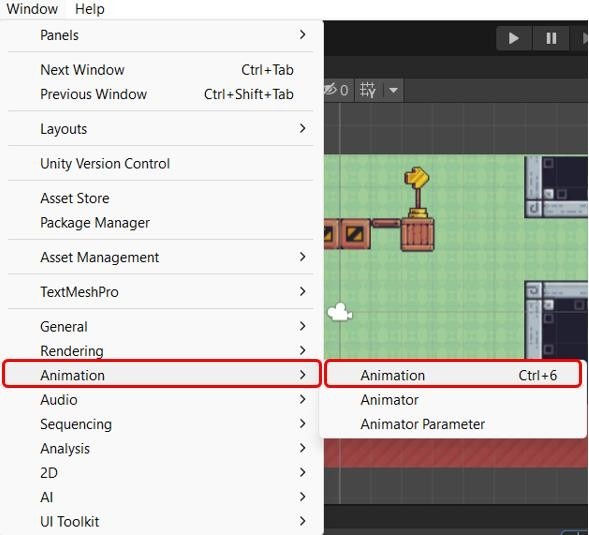 Window Help
Panels
Next Window Ctrl+Tab
Previous Window Ctrl+Shift+Tab
0
Layouts
Unity Version Control
Asset Store
Package Manager
Asset Management
TextMeshPro
General
Rendering
Animation
Animation Ctrl+6
Audio
Animator
Sequencing
Animator Parameter
Analysis
2D
AI
UI Toolkit